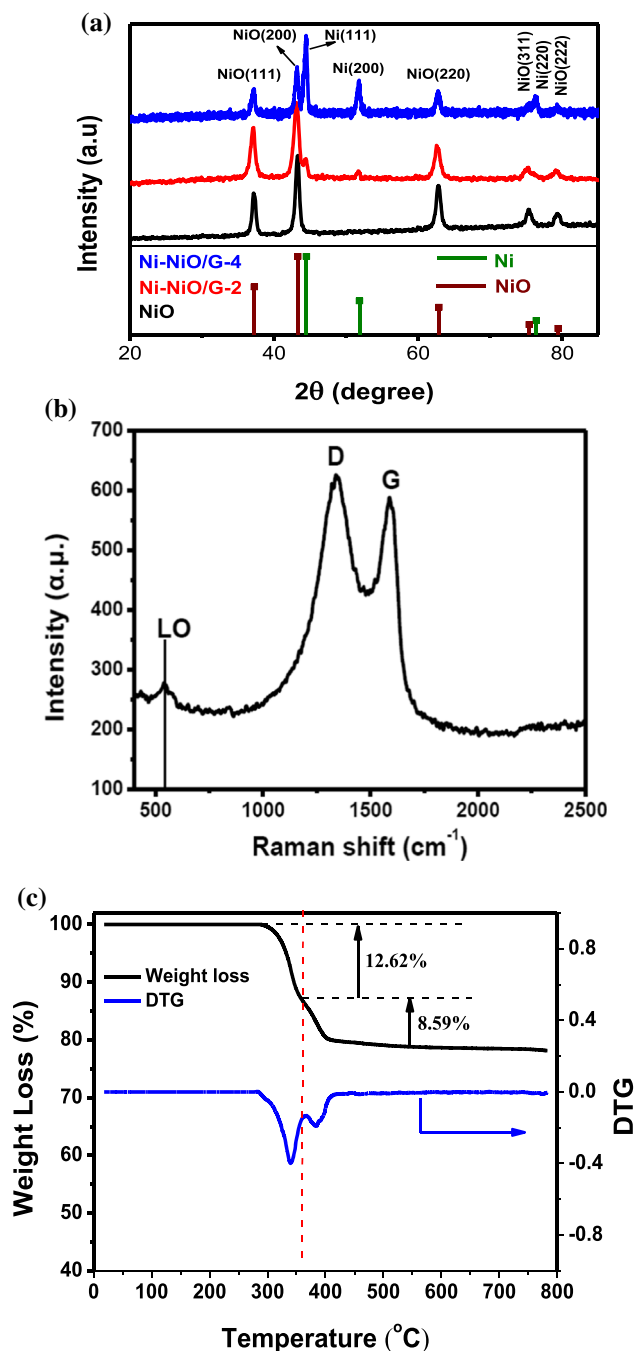 (a)
NiO(200) Ni(111)
NiO(111) Ni(200) NiO(220) NiO(311) Ni(220) NiO(222)
Intensity (a.u)
Ni-NiO/G-4 Ni
Ni-NiO/G-2 NiO
NiO
20 40 60 80
2θ (degree)
(b)
700
600
500
400
300
200
100
D
G
LO
Intensity (α.μ.)
500 1000 1500 2000 2500
Raman shift (cm⁻¹)
(c)
100
90
80
70
60
50
40
Weight Loss (%)
Weight loss
DTG
12.62%
8.59%
0.8
0.4
0.0
-0.4
-0.8
DTG
0 100 200 300 400 500 600 700 800
Temperature (°C)